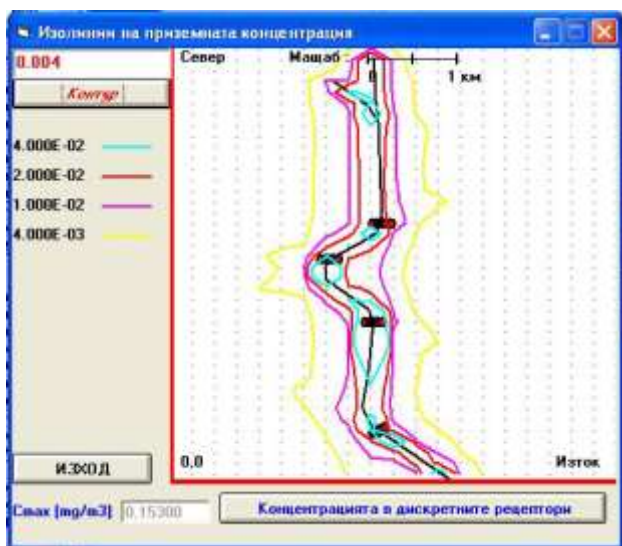 Изолинии на приземната концентрация
0.004
Север
Мащаб
0
1 км
Контур
4.000E-02
2.000E-02
1.000E-02
4.000E-03
ИЗХОД
0,0
Изток
Cmax [mg/m3]
0.15300
Концентрацията в дискретните рецептори